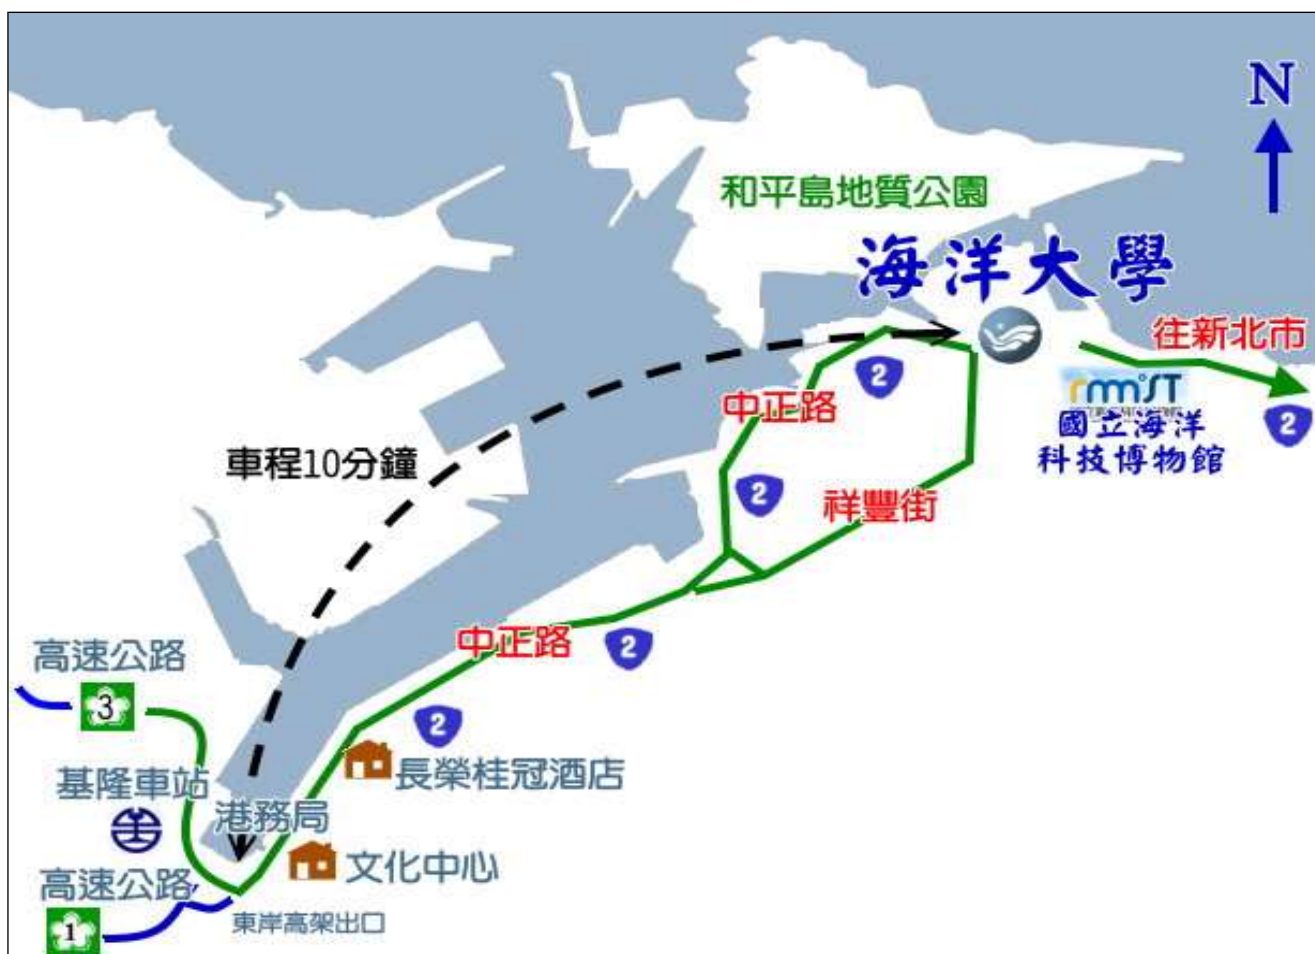 N
和平島地質公園
海洋大學
往新北市
2
rmmiST
中正路
國立海洋
科技博物館
2
車程10分鐘
2
祥豐街
中正路
2
高速公路
3
2
長榮桂冠酒店
基隆車站
港務局
文化中心
高速公路
1
東岸高架出口